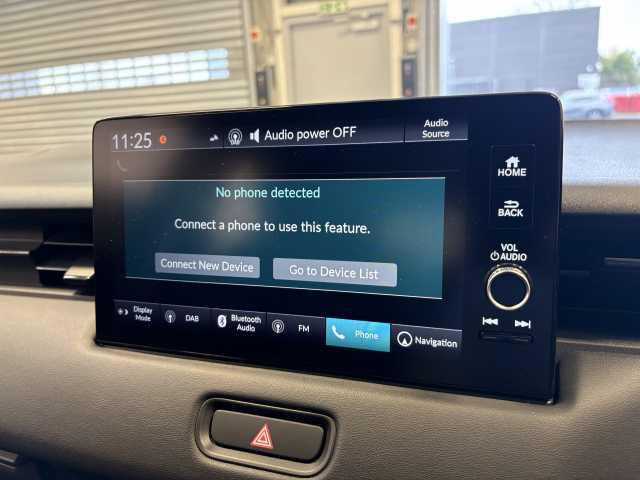 11:25
Audio power OFF
Audio
Source
HOME
No phone detected
BACK
Connect a phone to use this feature.
VOL
AUDIO
Connect New Device
Go to Device List
Display
Mode
DAB
Bluetooth
Audio
FM
Phone
Navigation